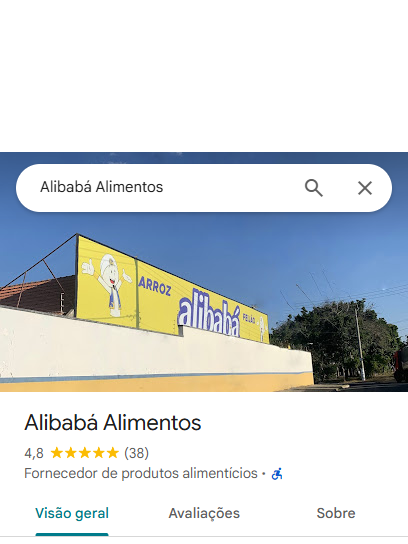 Alibabá Alimentos
ARROZ
alibabá
FEIJÃO
Alibabá Alimentos
4,8 (38)
Fornecedor de produtos alimentícios ·
Visão geral Avaliações Sobre